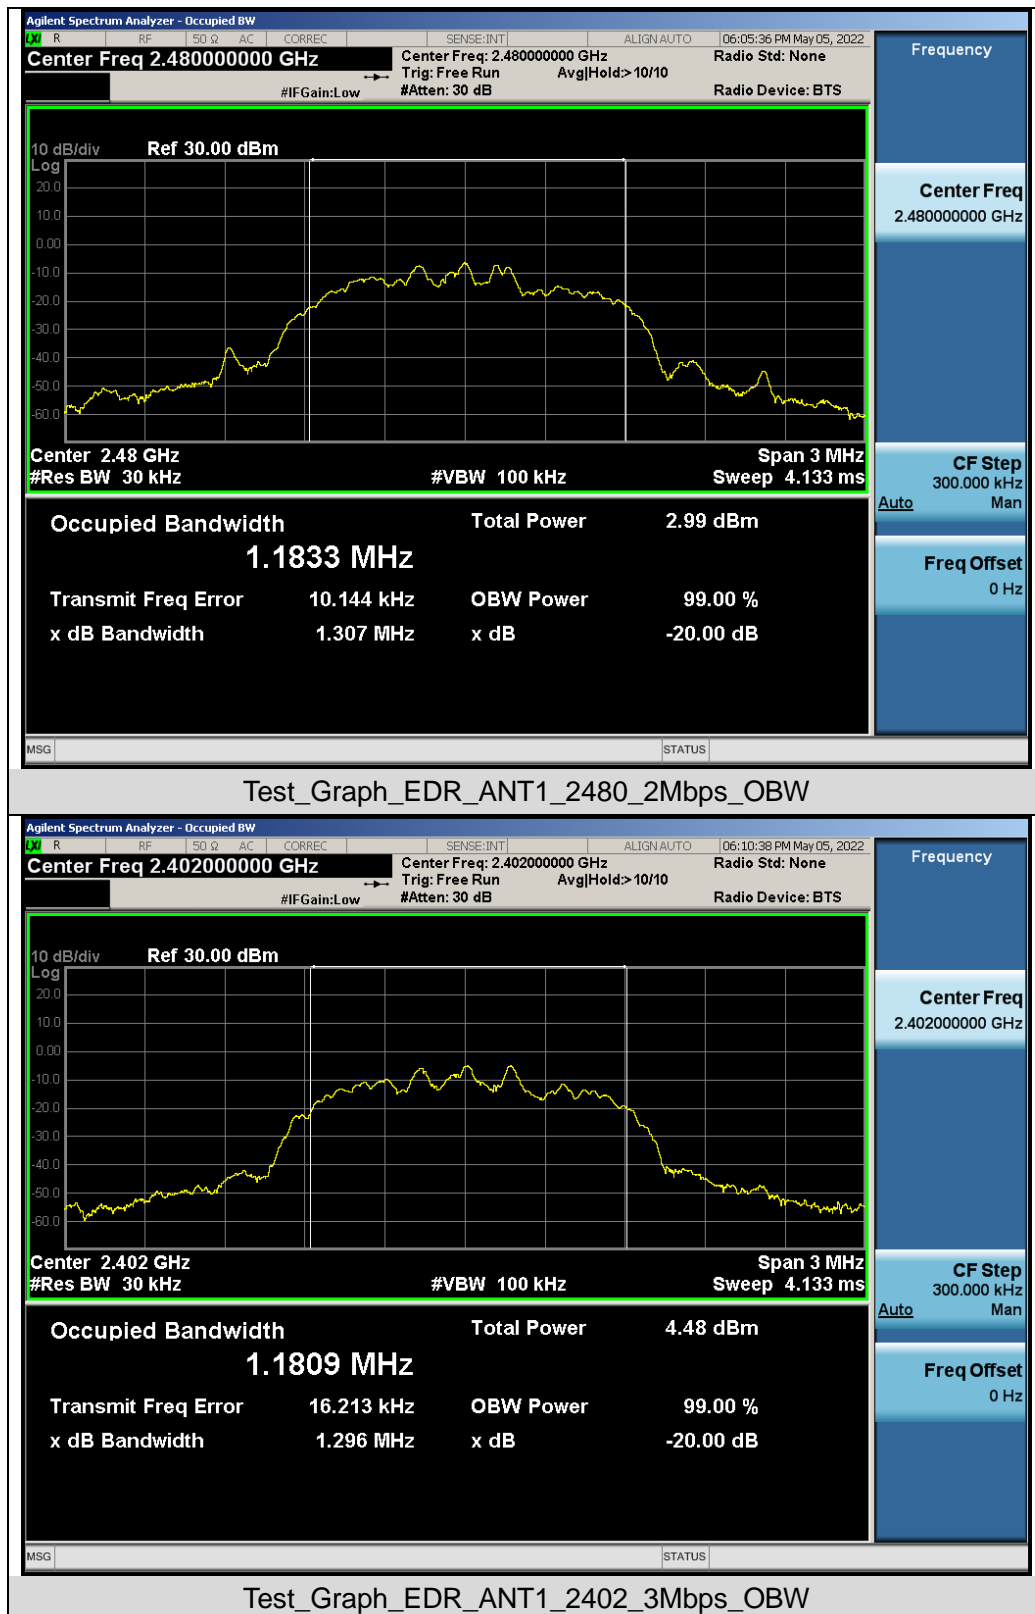 Agilent Spectrum Analyzer - Occupied BW
LXI R RF 50 Ω AC CORREC SENSE:INT ALIGN AUTO 06:05:36 PM May 05, 2022
Center Freq 2.480000000 GHz
Center Freq: 2.480000000 GHz Radio Std: None
Trig: Free Run Avg|Hold:>10/10
#IFGain:Low #Atten: 30 dB Radio Device: BTS
Frequency
10 dB/div Ref 30.00 dBm
Log
20.0
10.0
0.00
-10.0
-20.0
-30.0
-40.0
-50.0
-60.0
Center Freq
2.480000000 GHz
Center 2.48 GHz Span 3 MHz
#Res BW 30 kHz #VBW 100 kHz Sweep 4.133 ms
CF Step
300.000 kHz
Auto Man
Occupied Bandwidth Total Power 2.99 dBm
1.1833 MHz
Transmit Freq Error 10.144 kHz OBW Power 99.00 %
x dB Bandwidth 1.307 MHz x dB -20.00 dB
Freq Offset
0 Hz
MSG STATUS
Test_Graph_EDR_ANT1_2480_2Mbps_OBW
Agilent Spectrum Analyzer - Occupied BW
LXI R RF 50 Ω AC CORREC SENSE:INT ALIGN AUTO 06:10:38 PM May 05, 2022
Center Freq 2.402000000 GHz
Center Freq: 2.402000000 GHz Radio Std: None
Trig: Free Run Avg|Hold:>10/10
#IFGain:Low #Atten: 30 dB Radio Device: BTS
Frequency
10 dB/div Ref 30.00 dBm
Log
20.0
10.0
0.00
-10.0
-20.0
-30.0
-40.0
-50.0
-60.0
Center Freq
2.402000000 GHz
Center 2.402 GHz Span 3 MHz
#Res BW 30 kHz #VBW 100 kHz Sweep 4.133 ms
CF Step
300.000 kHz
Auto Man
Occupied Bandwidth Total Power 4.48 dBm
1.1809 MHz
Transmit Freq Error 16.213 kHz OBW Power 99.00 %
x dB Bandwidth 1.296 MHz x dB -20.00 dB
Freq Offset
0 Hz
MSG STATUS
Test_Graph_EDR_ANT1_2402_3Mbps_OBW